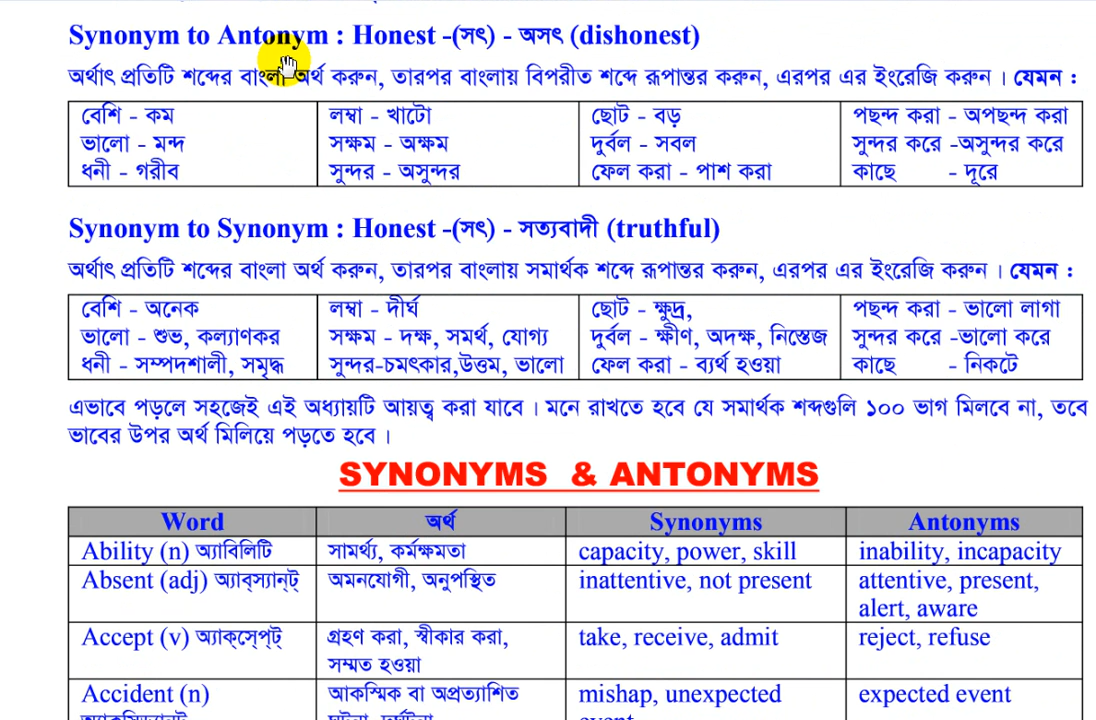 Synonym to Antonym : Honest -(সৎ) - অসৎ (dishonest)
অর্থাৎ প্রতিটি শব্দের বাংলা অর্থ করুন, তারপর বাংলায় বিপরীত শব্দে রূপান্তর করুন, এরপর এর ইংরেজি করুন । যেমন :
বেশি - কম লম্বা - খাটো ছোট - বড় পছন্দ করা - অপছন্দ করা
ভালো - মন্দ সক্ষম - অক্ষম দুর্বল - সবল সুন্দর করে -অসুন্দর করে
ধনী - গরীব সুন্দর - অসুন্দর ফেল করা - পাশ করা কাছে - দূরে
Synonym to Synonym : Honest -(সৎ) - সত্যবাদী (truthful)
অর্থাৎ প্রতিটি শব্দের বাংলা অর্থ করুন, তারপর বাংলায় সমার্থক শব্দে রূপান্তর করুন, এরপর এর ইংরেজি করুন । যেমন :
বেশি - অনেক লম্বা - দীর্ঘ ছোট - ক্ষুদ্র, পছন্দ করা - ভালো লাগা
ভালো - শুভ, কল্যাণকর সক্ষম - দক্ষ, সমর্থ, যোগ্য দুর্বল - ক্ষীণ, অদক্ষ, নিস্তেজ সুন্দর করে -ভালো করে
ধনী - সম্পদশালী, সমৃদ্ধ সুন্দর-চমৎকার,উত্তম, ভালো ফেল করা - ব্যর্থ হওয়া কাছে - নিকটে
এভাবে পড়লে সহজেই এই অধ্যায়টি আয়ত্ব করা যাবে । মনে রাখতে হবে যে সমার্থক শব্দগুলি ১০০ ভাগ মিলবে না, তবে
ভাবের উপর অর্থ মিলিয়ে পড়তে হবে ।
SYNONYMS & ANTONYMS
Word অর্থ Synonyms Antonyms
Ability (n) অ্যাবিলিটি সামর্থ্য, কর্মক্ষমতা capacity, power, skill inability, incapacity
Absent (adj) অ্যাব্‌স্যান্‌ট্ অমনযোগী, অনুপস্থিত inattentive, not present attentive, present,
alert, aware
Accept (v) অ্যাক্‌সেপ্‌ট্ গ্রহণ করা, স্বীকার করা, take, receive, admit reject, refuse
সম্মত হওয়া
Accident (n) আকস্মিক বা অপ্রত্যাশিত mishap, unexpected expected event